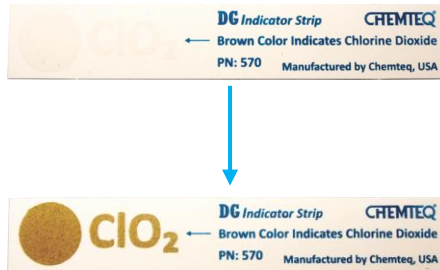 ClO₂
DG Indicator Strip CHEMTEQ
Brown Color Indicates Chlorine Dioxide
PN: 570 Manufactured by Chemteq, USA
ClO₂
DG Indicator Strip CHEMTEQ
Brown Color Indicates Chlorine Dioxide
PN: 570 Manufactured by Chemteq, USA